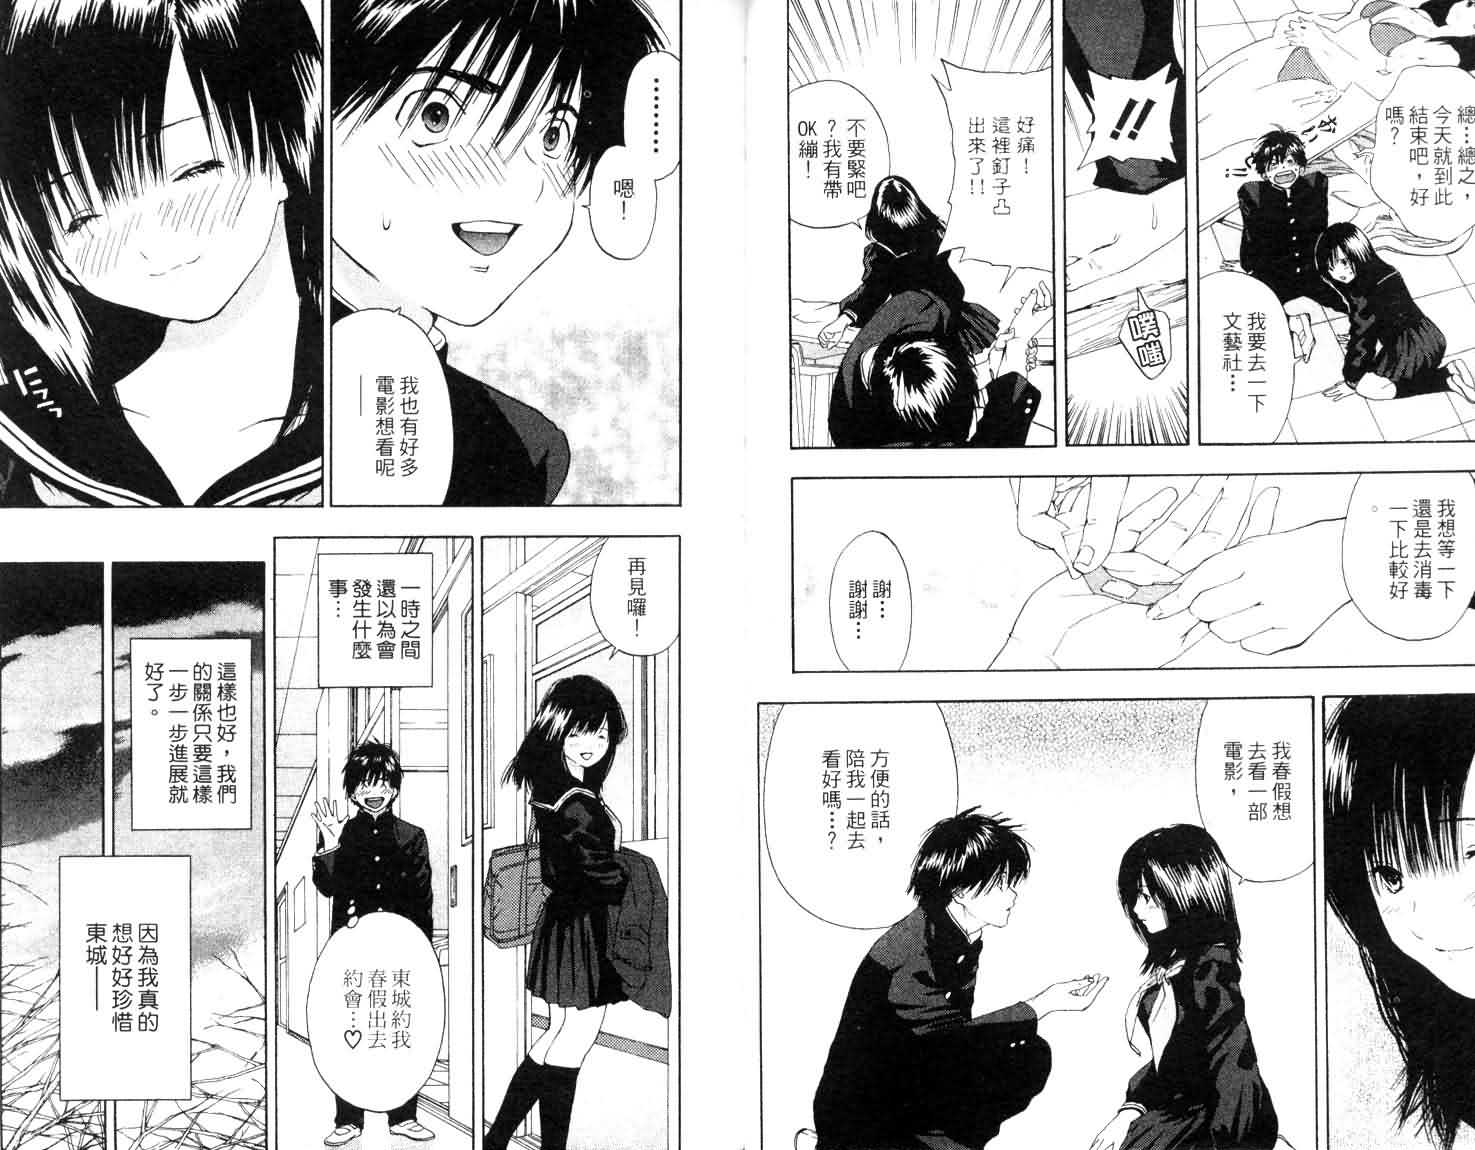 總…總之，
今天就到此
結束吧，好
嗎？
我要去一下
文藝社…
!!
噗
嗤
好痛！
這裡釘子凸
出來了!!
不要緊吧
？我有帶
OK繃！
我想等一下
還是去消毒
一下比較好
。
謝…
謝謝…
我春假想
去看一部
電影，
方便的話，
陪我一起去
看好嗎…？
………
嗯！
我也有好多
電影想看呢
——
再見囉！
一時之間
還以為會
發生什麼
事…
東城約我
春假出去
約會…♡
這樣也好，我們
的關係只要這樣
一步一步進展就
好了。
因為我真的
想好好珍惜
東城——